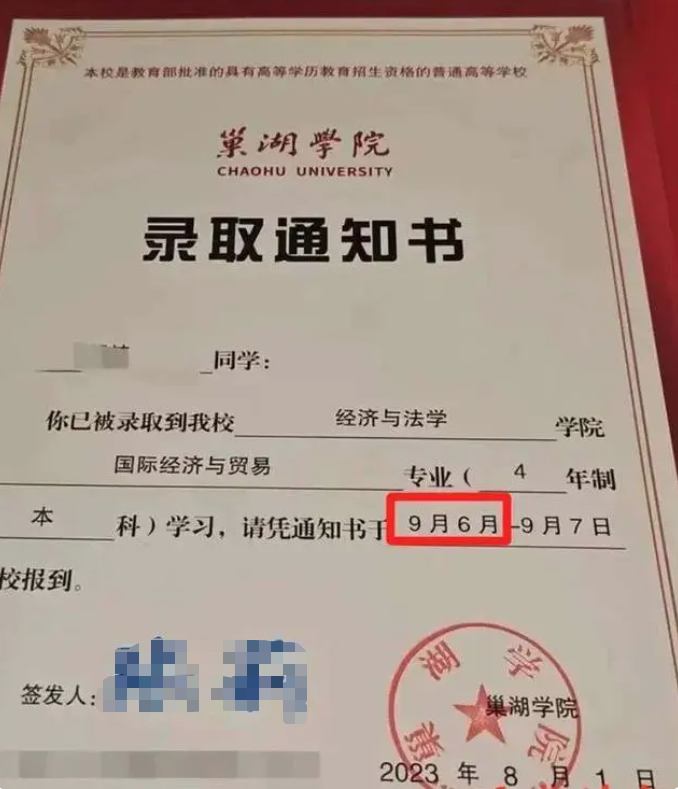 本校是教育部批准的具有高等学历教育招生资格的普通高等学校
巢湖學院
CHAOHU UNIVERSITY
录取通知书
同学:
你已被录取到我校 经济与法学 学院
国际经济与贸易 专业( 4 年制
本 科)学习,请凭通知书于 9月6月-9月7日
校报到。
签发人:
巢湖学院
2023 年 8 月 1 日